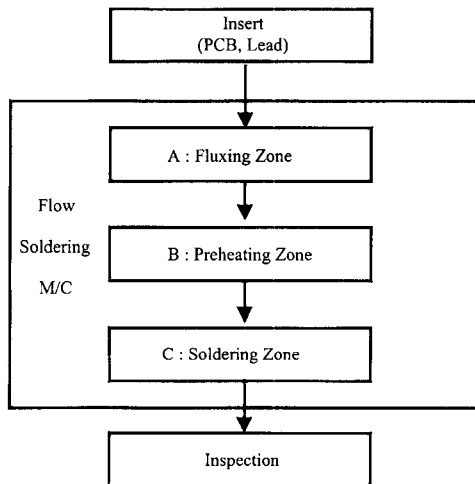 Insert
(PCB, Lead)
A : Fluxing Zone
Flow
Soldering
M/C
B : Preheating Zone
C : Soldering Zone
Inspection